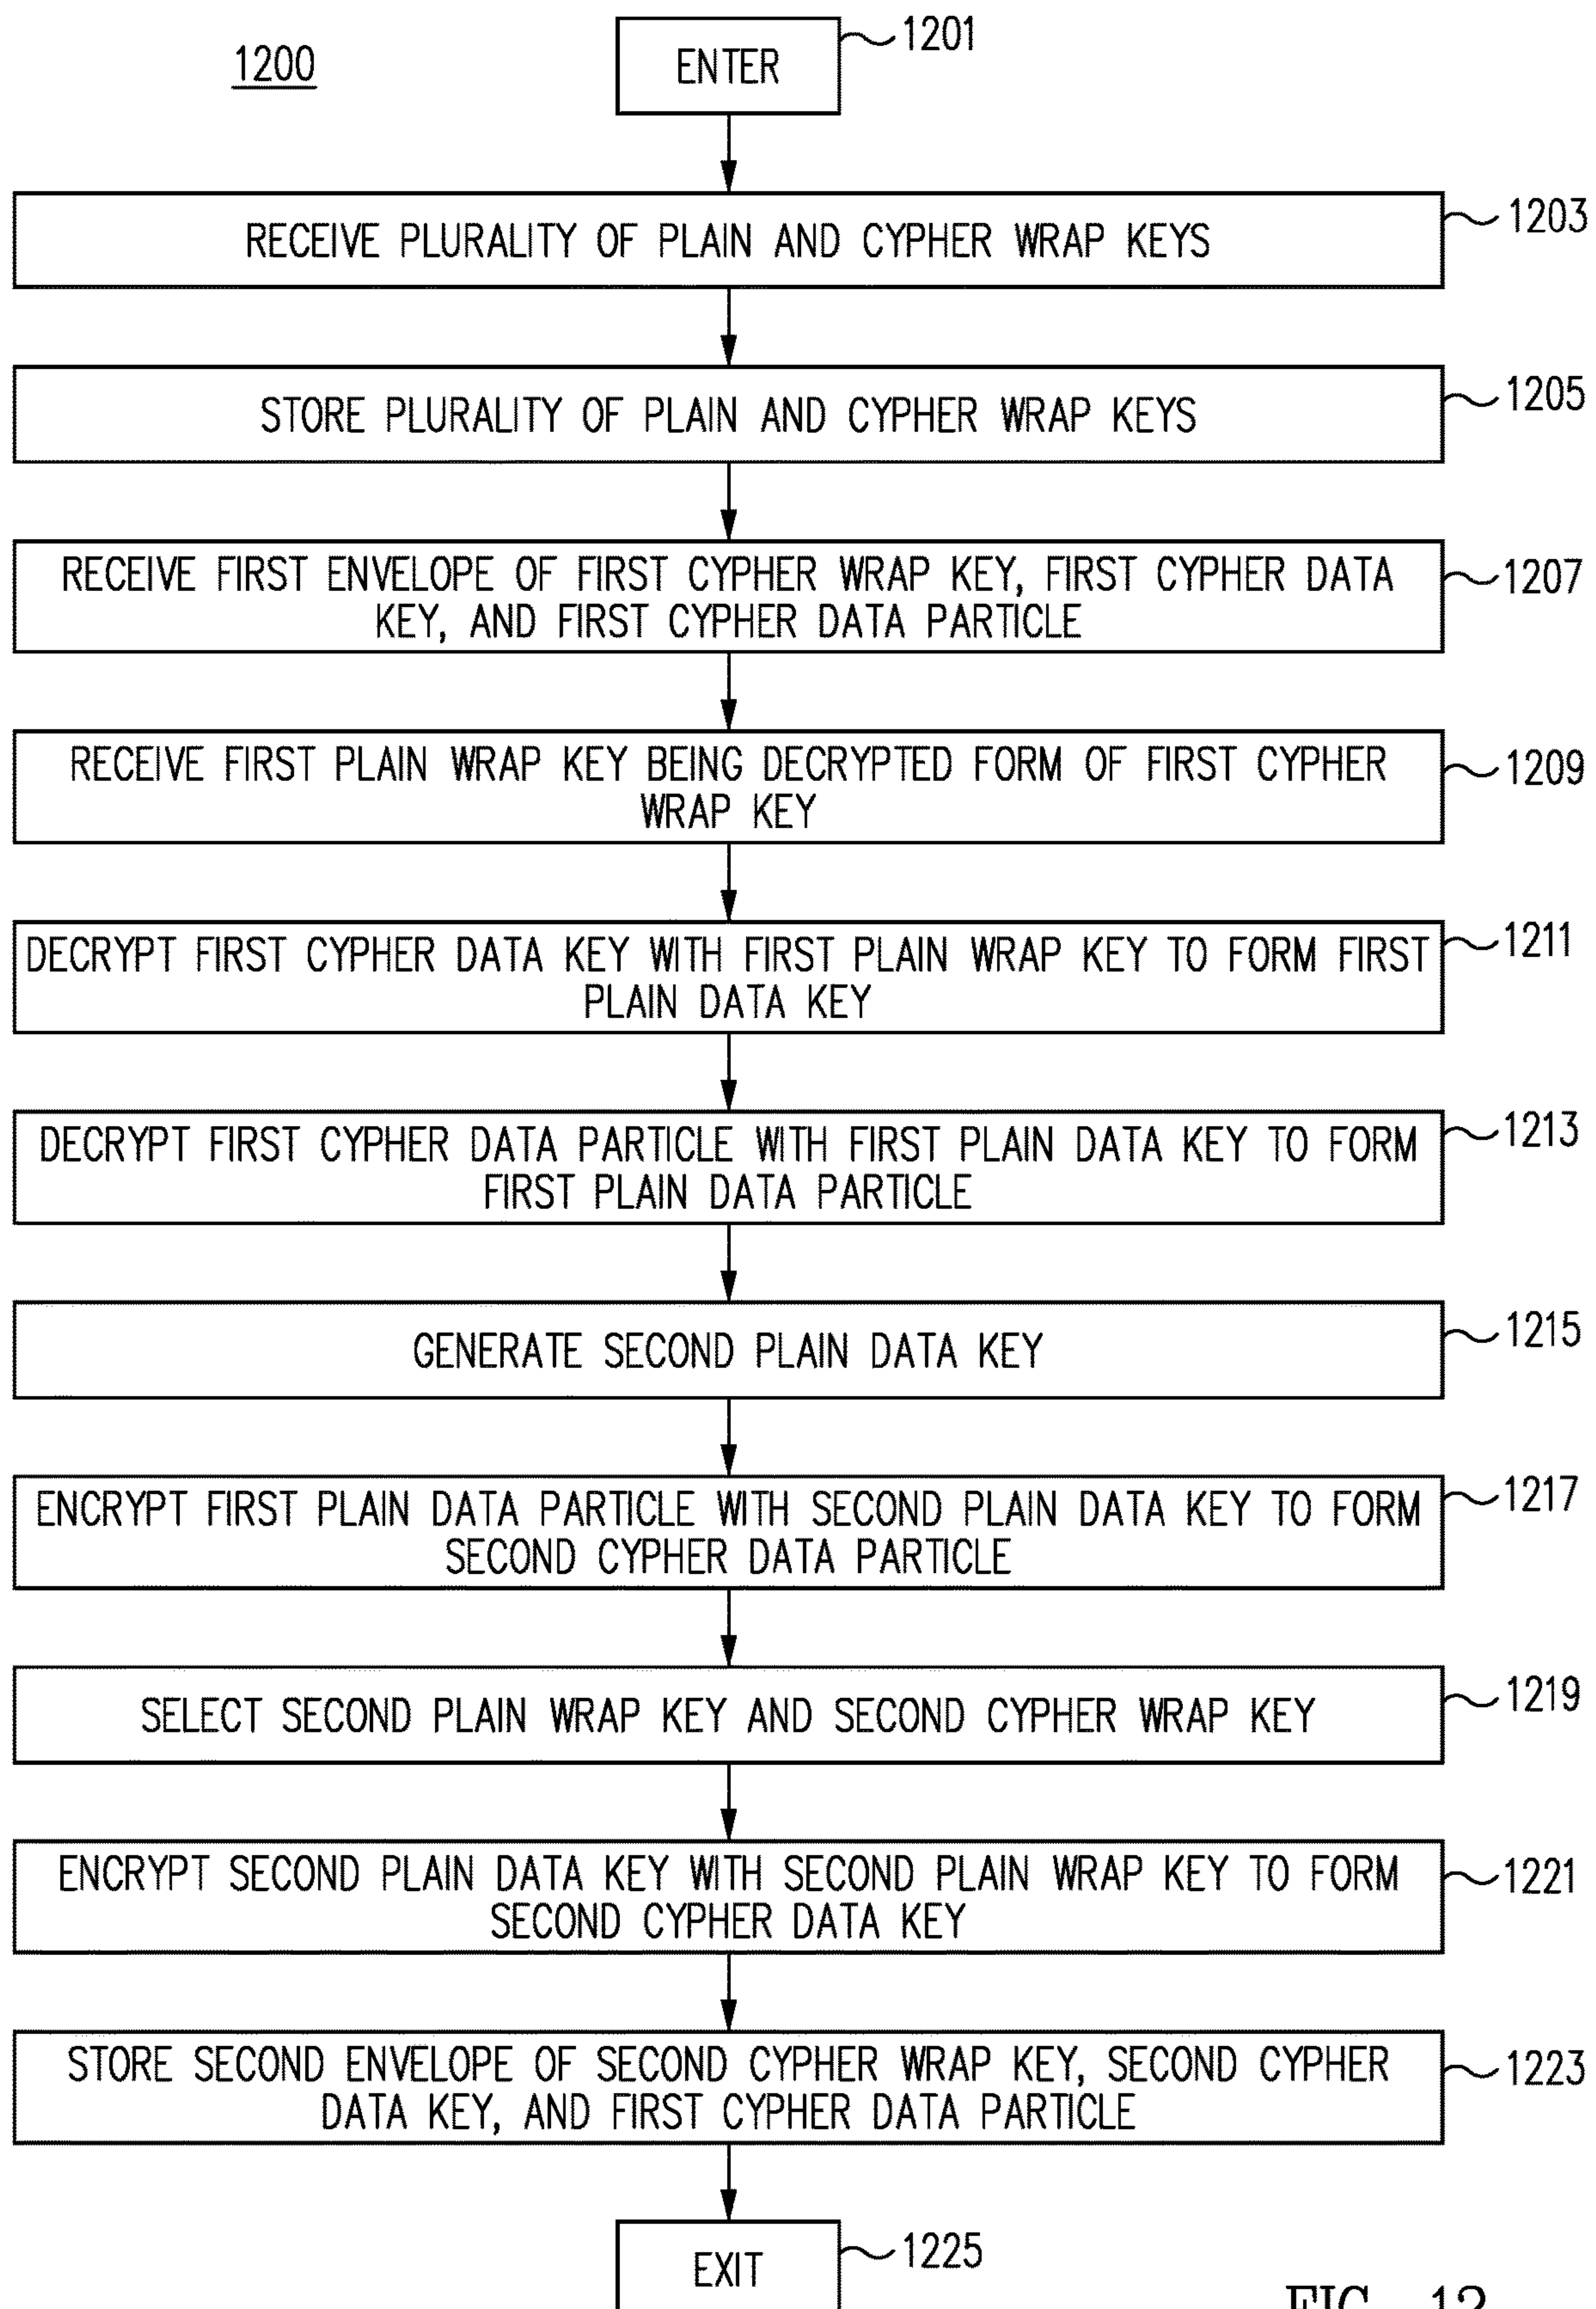 1200
ENTER
1201
RECEIVE PLURALITY OF PLAIN AND CYPHER WRAP KEYS
1203
STORE PLURALITY OF PLAIN AND CYPHER WRAP KEYS
1205
RECEIVE FIRST ENVELOPE OF FIRST CYPHER WRAP KEY, FIRST CYPHER DATA
KEY, AND FIRST CYPHER DATA PARTICLE
1207
RECEIVE FIRST PLAIN WRAP KEY BEING DECRYPTED FORM OF FIRST CYPHER
WRAP KEY
1209
DECRYPT FIRST CYPHER DATA KEY WITH FIRST PLAIN WRAP KEY TO FORM FIRST
PLAIN DATA KEY
1211
DECRYPT FIRST CYPHER DATA PARTICLE WITH FIRST PLAIN DATA KEY TO FORM
FIRST PLAIN DATA PARTICLE
1213
GENERATE SECOND PLAIN DATA KEY
1215
ENCRYPT FIRST PLAIN DATA PARTICLE WITH SECOND PLAIN DATA KEY TO FORM
SECOND CYPHER DATA PARTICLE
1217
SELECT SECOND PLAIN WRAP KEY AND SECOND CYPHER WRAP KEY
1219
ENCRYPT SECOND PLAIN DATA KEY WITH SECOND PLAIN WRAP KEY TO FORM
SECOND CYPHER DATA KEY
1221
STORE SECOND ENVELOPE OF SECOND CYPHER WRAP KEY, SECOND CYPHER
DATA KEY, AND FIRST CYPHER DATA PARTICLE
1223
EXIT
1225
FIG. 12